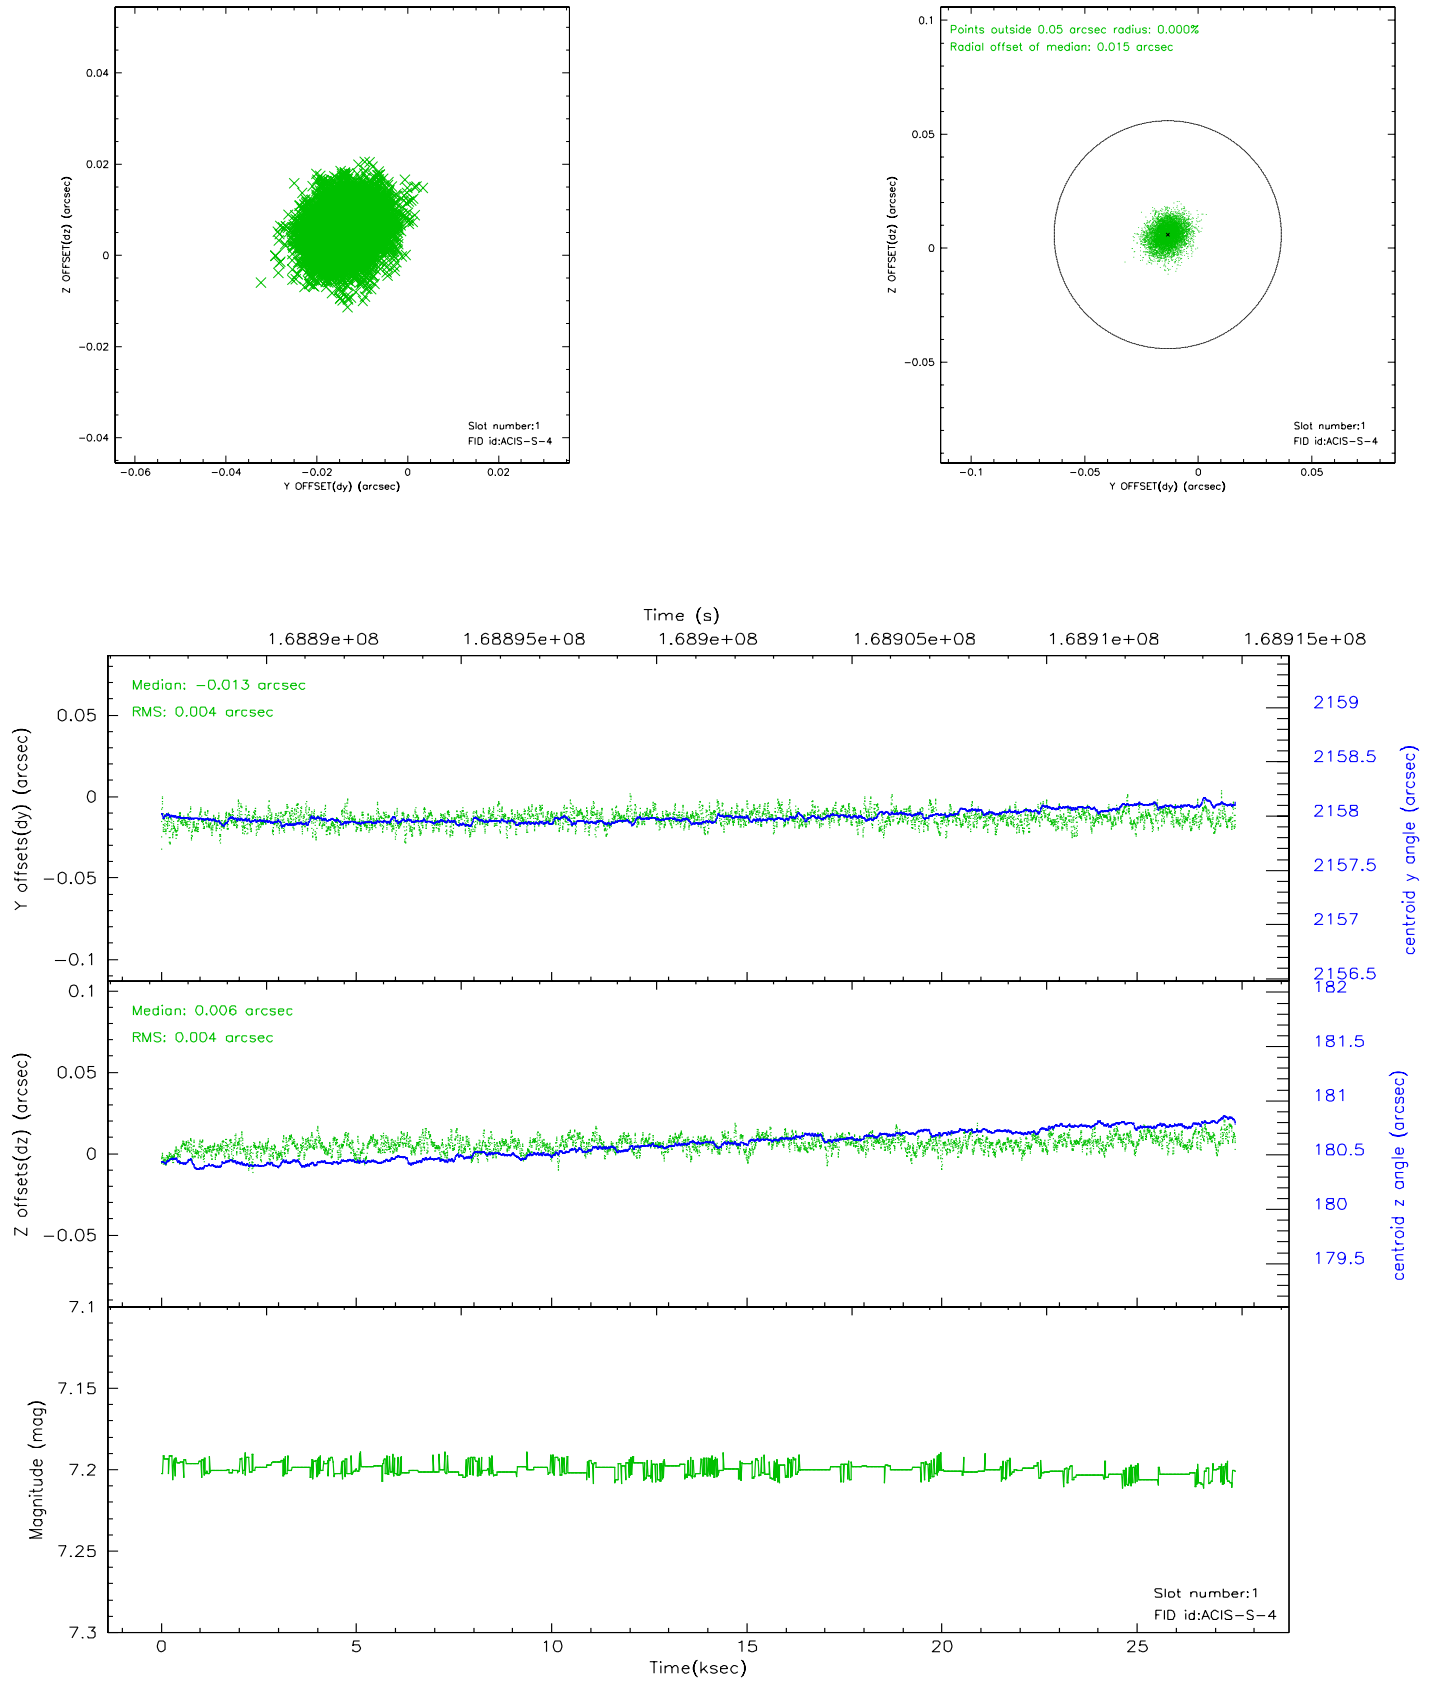 0.04
0.02
0
−0.02
−0.04
Z OFFSET(dz) (arcsec)
Slot number:1
FID id:ACIS−S−4
−0.06
−0.04
−0.02
0
0.02
Y OFFSET(dy) (arcsec)
Points outside 0.05 arcsec radius: 0.000%
Radial offset of median: 0.015 arcsec
0.1
0.05
0
−0.05
Z OFFSET(dz) (arcsec)
Slot number:1
FID id:ACIS−S−4
−0.1
−0.05
0
0.05
Y OFFSET(dy) (arcsec)
Time (s)
1.6889e+08
1.68895e+08
1.689e+08
1.68905e+08
1.6891e+08
1.68915e+08
Median: −0.013 arcsec
RMS: 0.004 arcsec
0.05
0
−0.05
−0.1
Y offsets(dy) (arcsec)
2159
2158.5
2158
2157.5
2157
2156.5
centroid y angle (arcsec)
Median: 0.006 arcsec
RMS: 0.004 arcsec
0.1
0.05
0
−0.05
Z offsets(dz) (arcsec)
182
181.5
181
180.5
180
179.5
centroid z angle (arcsec)
7.1
7.15
7.2
7.25
7.3
Magnitude (mag)
Slot number:1
FID id:ACIS−S−4
0
5
10
15
20
25
Time(ksec)